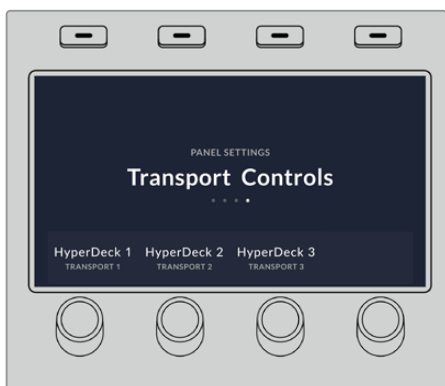 PANEL SETTINGS
Transport Controls
HyperDeck 1 HyperDeck 2 HyperDeck 3
TRANSPORT 1 TRANSPORT 2 TRANSPORT 3